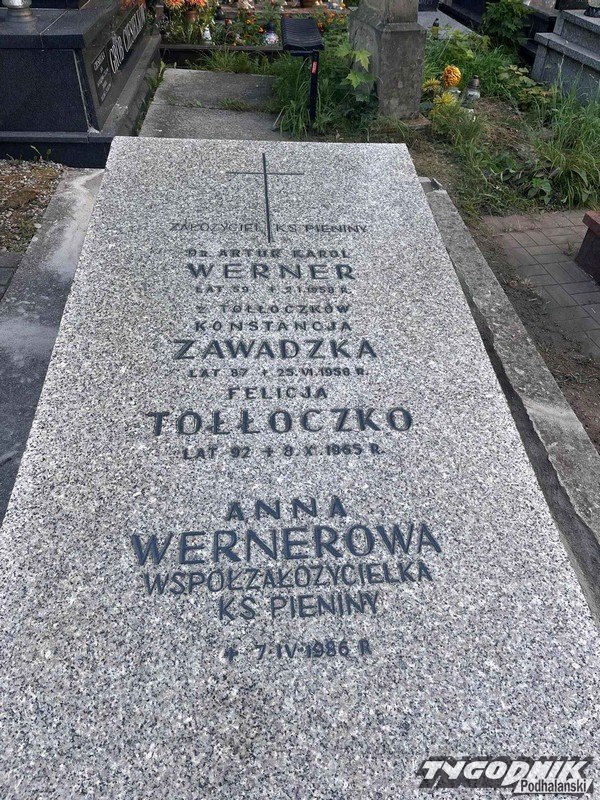 ZAŁOŻYCIEL KS PIENINY
DR. ARTUR KAROL
WERNER
LAT 59 + 2.I.1958 R.
Z TOŁŁOCZKÓW
KONSTANCJA
ZAWADZKA
LAT 87 + 25.VI.1958 R.
FELICJA
TOŁŁOCZKO
LAT 92 + 8.X.1965 R.
ANNA
WERNEROWA
WSPÓŁZAŁOŻYCIELKA
KS PIENINY
+ 7.IV.1986 R
TYGODNIK
Podhalański